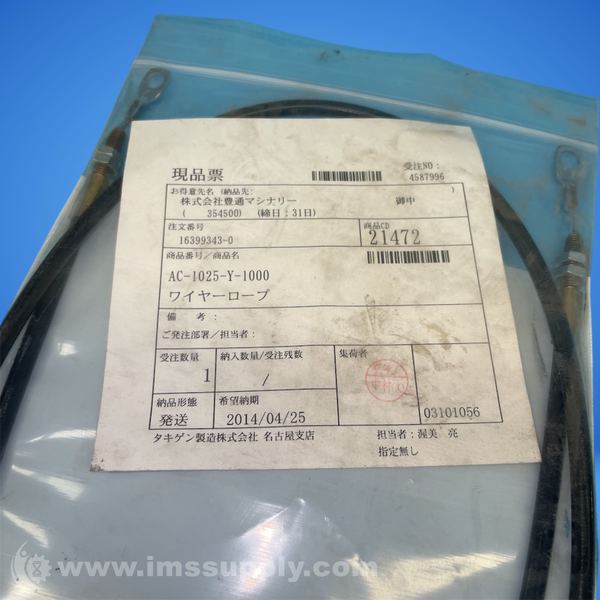 現品票
受注NO:
4587996
お得意先名(納品先: )
株式会社豊通マシナリー 御中
( 354500) (締日:31日)
注文番号 商品CD
16399343-0 21472
商品番号/商品名
AC-1025-Y-1000
ワイヤーロープ
備 考 :
ご発注部署/担当者:
受注数量 納入数量/受注残数 集荷者
1 /
納品形態 希望納期
発送 2014/04/25 03101056
タキゲン製造株式会社 名古屋支店 担当者:渥美 亮
指定無し
www.imssupply.com